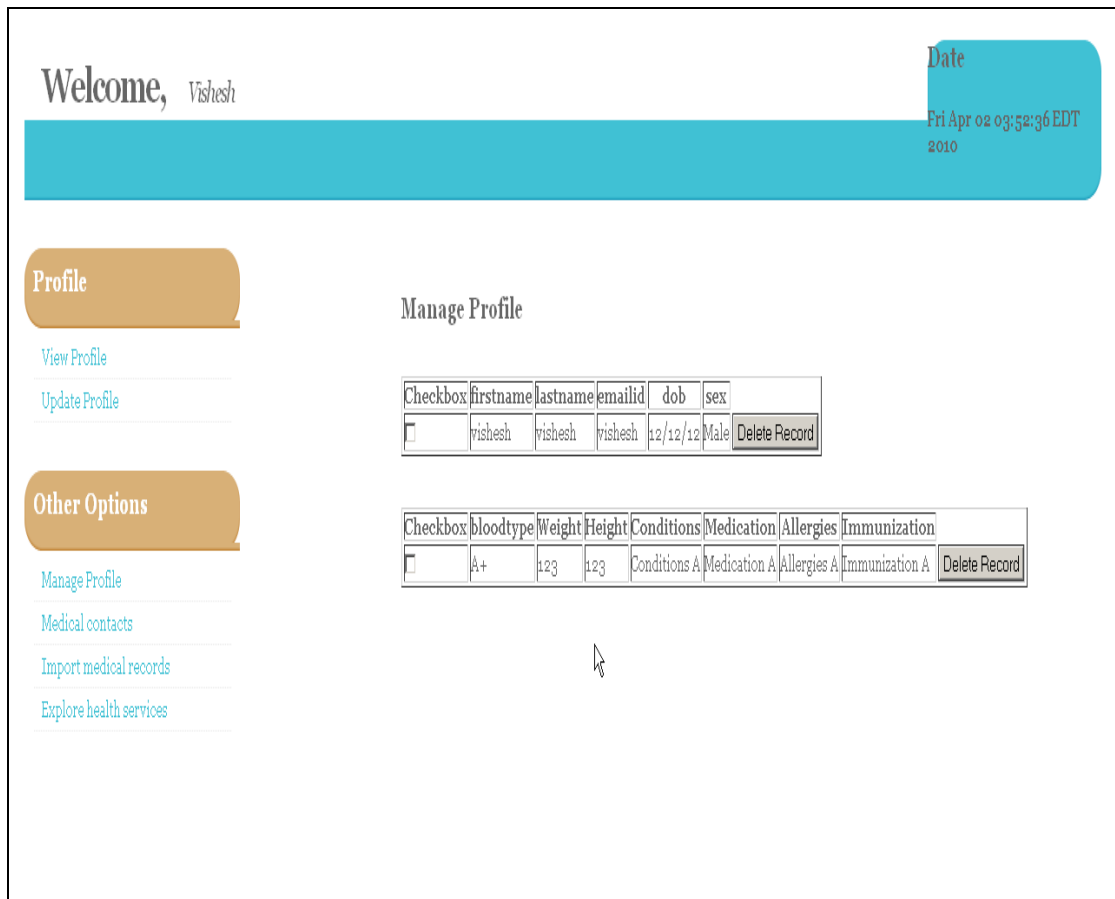 Welcome, Vishesh
Date
Fri Apr 02 03:52:36 EDT
2010
Profile
View Profile
Update Profile
Other Options
Manage Profile
Medical contacts
Import medical records
Explore health services
Manage Profile
Checkbox firstname lastname emailid dob sex
vishesh vishesh vishesh 12/12/12 Male Delete Record
Checkbox bloodtype Weight Height Conditions Medication Allergies Immunization
A+ 123 123 Conditions A Medication A Allergies A Immunization A Delete Record